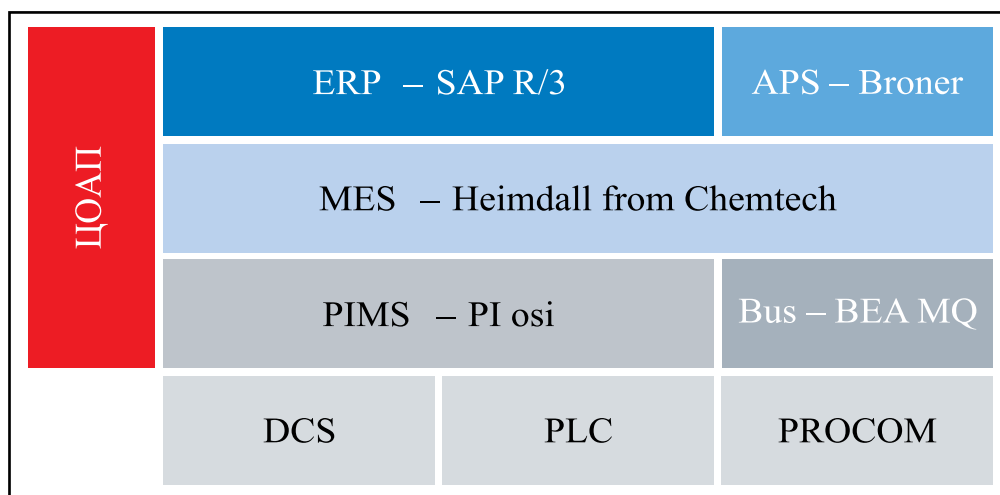 ЦОАП
ERP – SAP R/3
APS – Broner
MES – Heimdall from Chemtech
PIMS – PI osi
Bus – BEA MQ
DCS
PLC
PROCOM